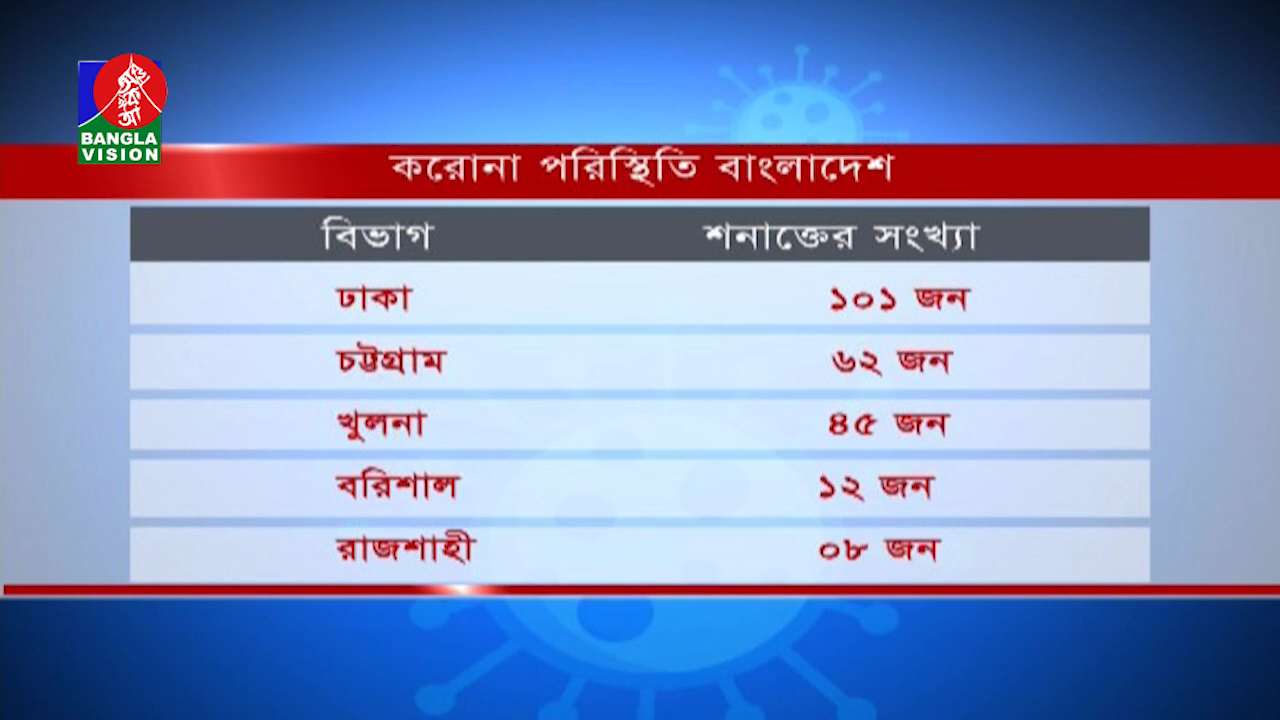 BANGLA
VISION
করোনা পরিস্থিতি বাংলাদেশ
বিভাগ শনাক্তের সংখ্যা
ঢাকা ১০১ জন
চট্টগ্রাম ৬২ জন
খুলনা ৪৫ জন
বরিশাল ১২ জন
রাজশাহী ০৮ জন